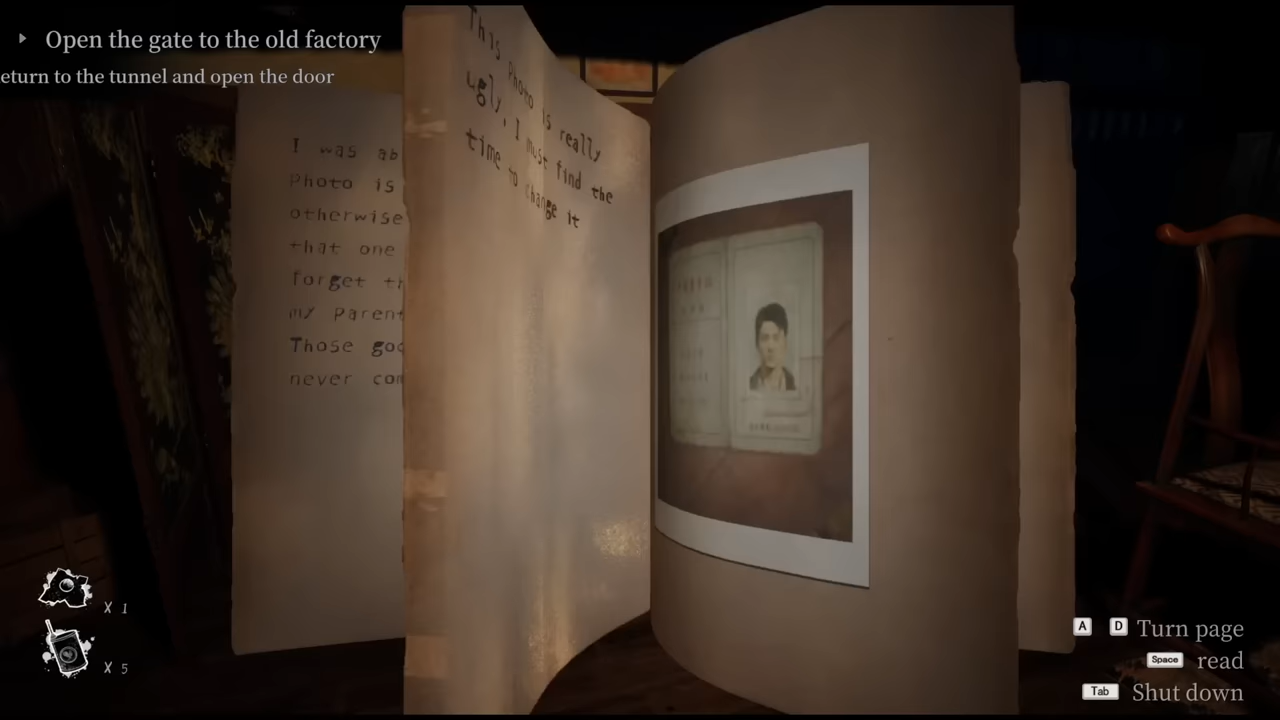 Open the gate to the old factory
eturn to the tunnel and open the door
I was ab
Photo is
otherwise
that one
forget th
my Parent
Those goo
never com
This Photo is really
ugly, I must find the
time to change it
X 1
X 5
A D Turn page
Space read
Tab Shut down